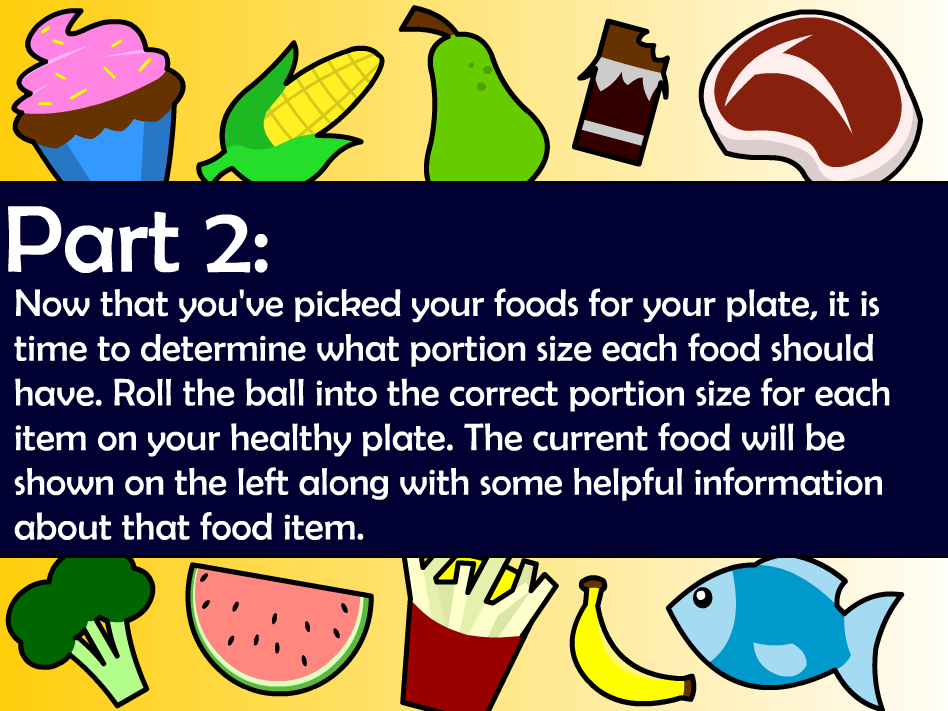 Part 2:
Now that you've picked your foods for your plate, it is
time to determine what portion size each food should
have. Roll the ball into the correct portion size for each
item on your healthy plate. The current food will be
shown on the left along with some helpful information
about that food item.